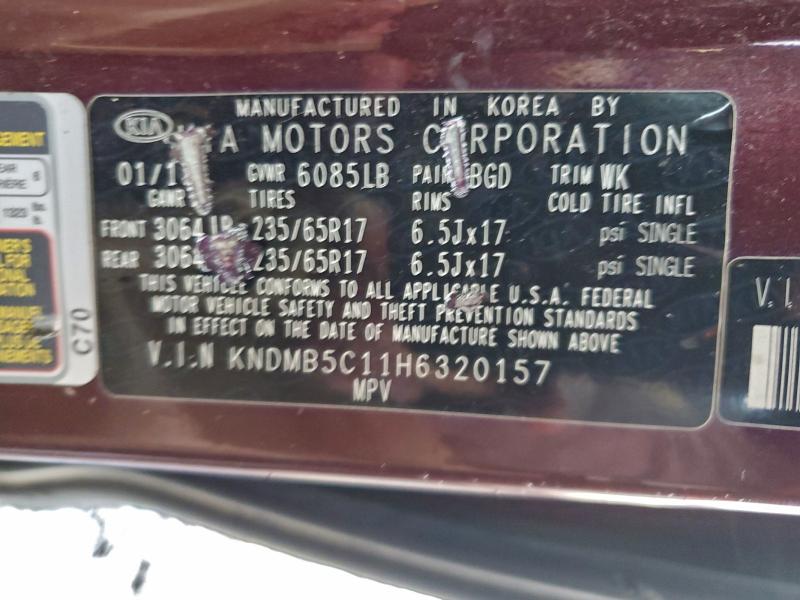 MANUFACTURED IN KOREA BY
KIA MOTORS CORPORATION
GVWR 6085LB BGD TRIM WK
GAWR TIRES RIMS COLD TIRE INFL
FRONT 235/65R17 6.5Jx17 psi SINGLE
REAR 235/65R17 6.5Jx17 psi SINGLE
THIS VEHICLE CONFORMS TO ALL APPLICABLE U.S.A. FEDERAL
MOTOR VEHICLE SAFETY AND THEFT PREVENTION STANDARDS
IN EFFECT ON THE DATE OF MANUFACTURE SHOWN ABOVE
V.I.N KNDMB5C11H6320157
MPV
C70
V.I.